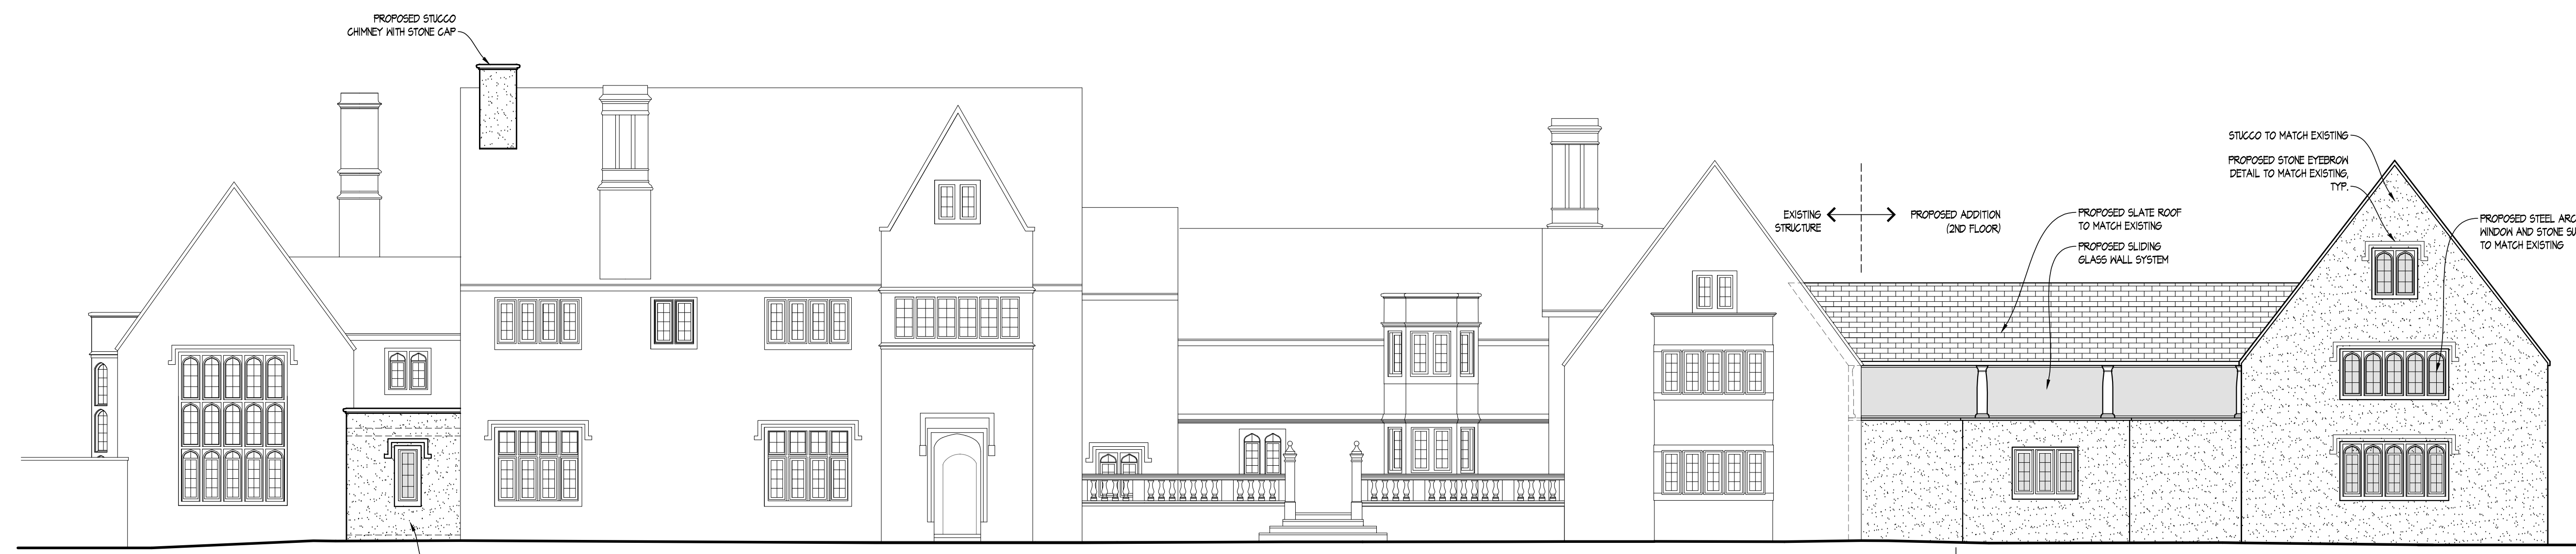 PROPOSED STUCCO
CHIMNEY WITH STONE CAP
EXISTING
STRUCTURE
PROPOSED ADDITION
(2ND FLOOR)
PROPOSED SLATE ROOF
TO MATCH EXISTING
PROPOSED SLIDING
GLASS WALL SYSTEM
STUCCO TO MATCH EXISTING
PROPOSED STONE EYEBROW
DETAIL TO MATCH EXISTING,
TYP.
PROPOSED STEEL ARC
WINDOW AND STONE SU
TO MATCH EXISTING